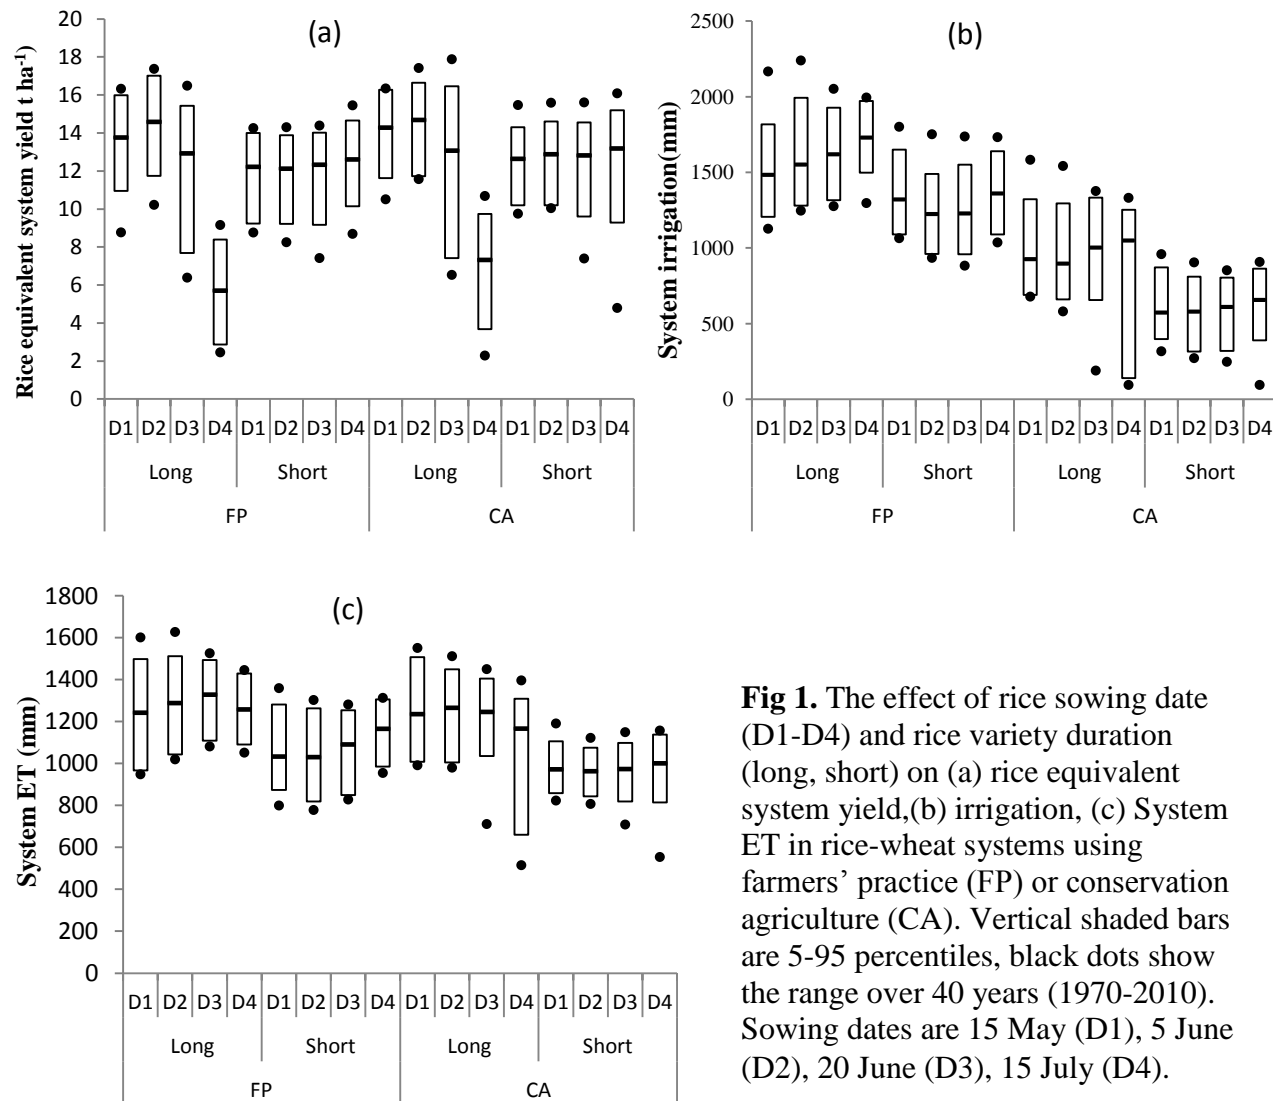 (a)
Rice equivalent system yield t ha⁻¹
20
18
16
14
12
10
8
6
4
2
0
D1 D2 D3 D4 D1 D2 D3 D4 D1 D2 D3 D4 D1 D2 D3 D4
Long Short Long Short
FP CA
(b)
System irrigation(mm)
2500
2000
1500
1000
500
0
D1 D2 D3 D4 D1 D2 D3 D4 D1 D2 D3 D4 D1 D2 D3 D4
Long Short Long Short
FP CA
(c)
System ET (mm)
1800
1600
1400
1200
1000
800
600
400
200
0
D1 D2 D3 D4 D1 D2 D3 D4 D1 D2 D3 D4 D1 D2 D3 D4
Long Short Long Short
FP CA
Fig 1. The effect of rice sowing date
(D1-D4) and rice variety duration
(long, short) on (a) rice equivalent
system yield,(b) irrigation, (c) System
ET in rice-wheat systems using
farmers’ practice (FP) or conservation
agriculture (CA). Vertical shaded bars
are 5-95 percentiles, black dots show
the range over 40 years (1970-2010).
Sowing dates are 15 May (D1), 5 June
(D2), 20 June (D3), 15 July (D4).